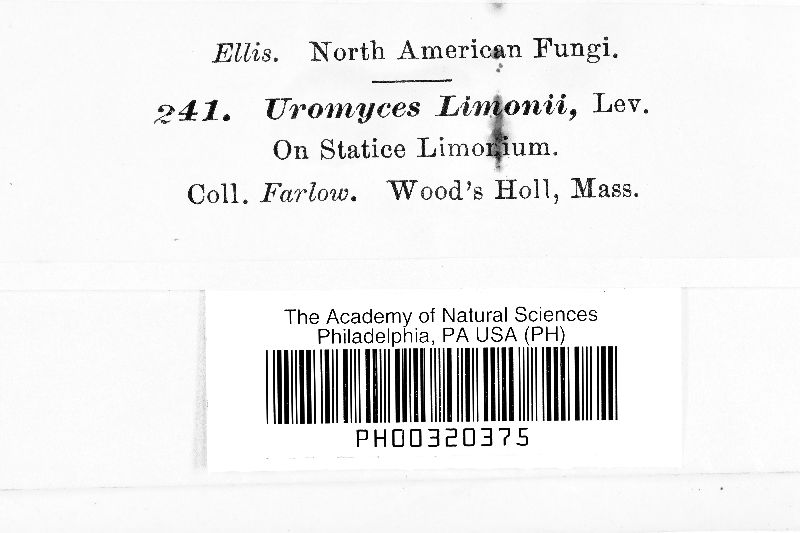 Ellis. North American Fungi.
241. Uromyces Limonii, Lev.
On Statice Limonium.
Coll. Farlow. Wood's Holl, Mass.
The Academy of Natural Sciences
Philadelphia, PA USA (PH)
PH00320375